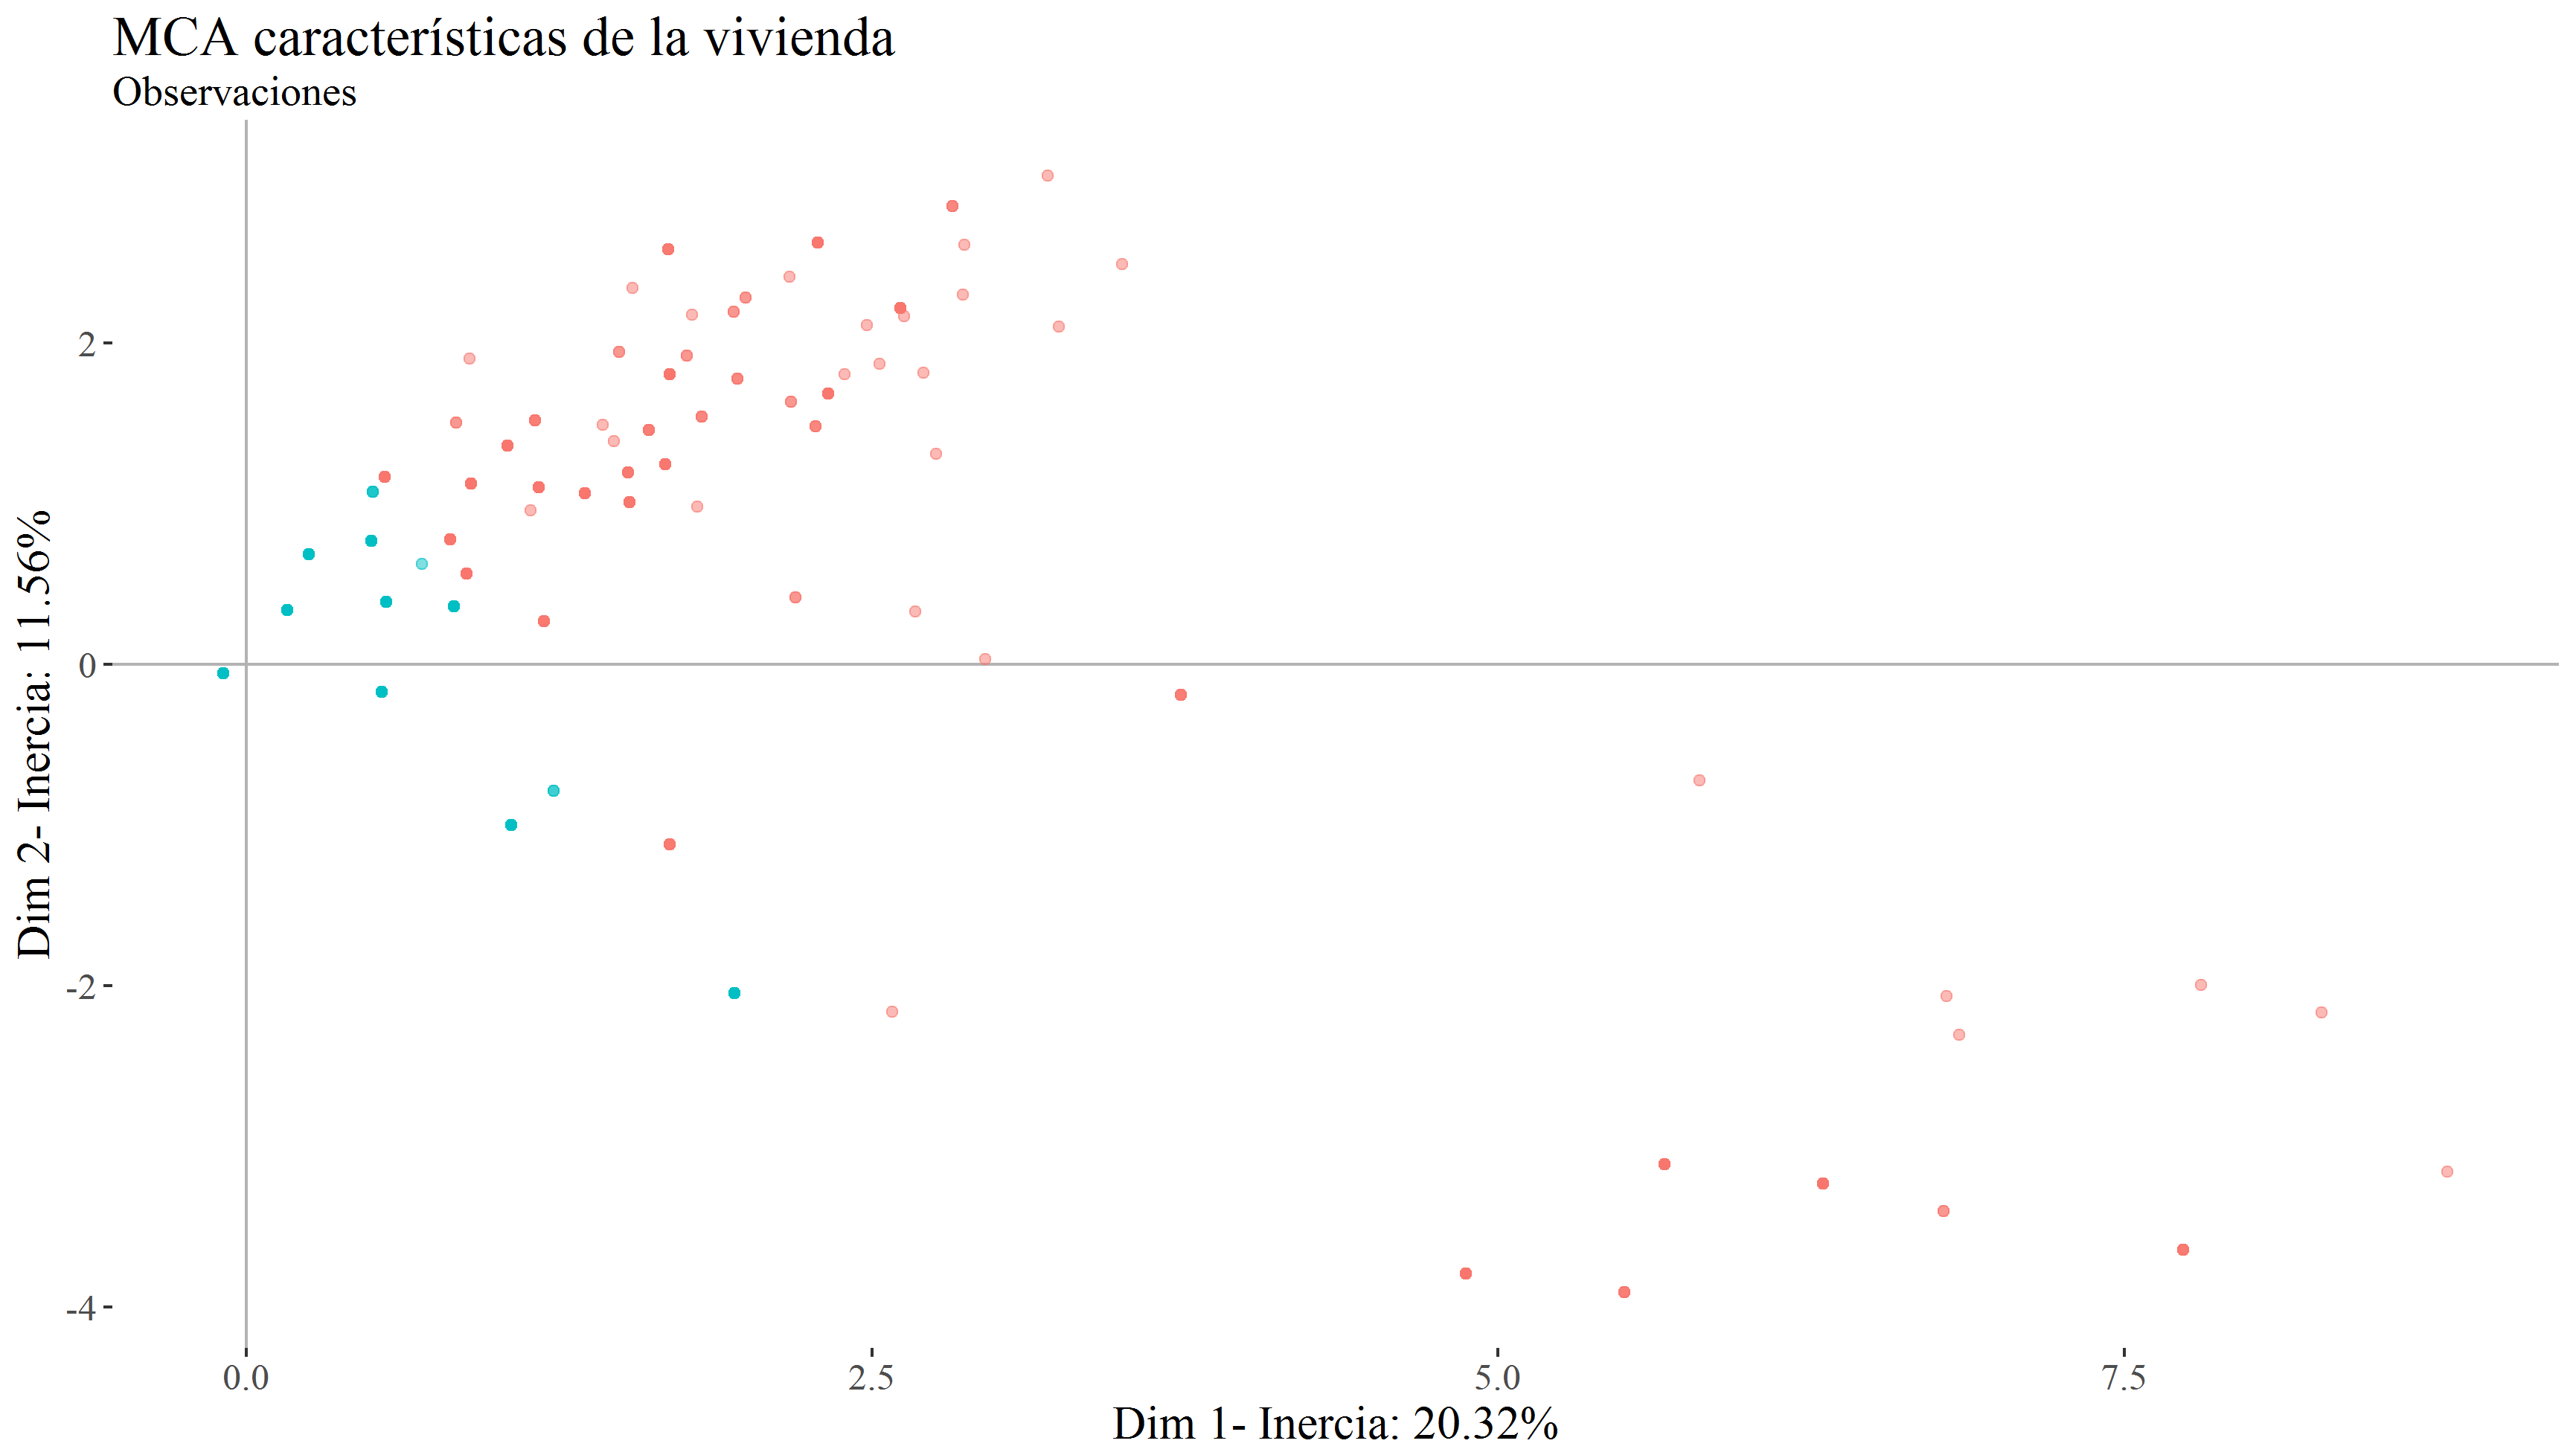 MCA características de la vivienda
Observaciones
Dim 2- Inercia: 11.56%
2
0
-2
-4
0.0
2.5
5.0
7.5
Dim 1- Inercia: 20.32%